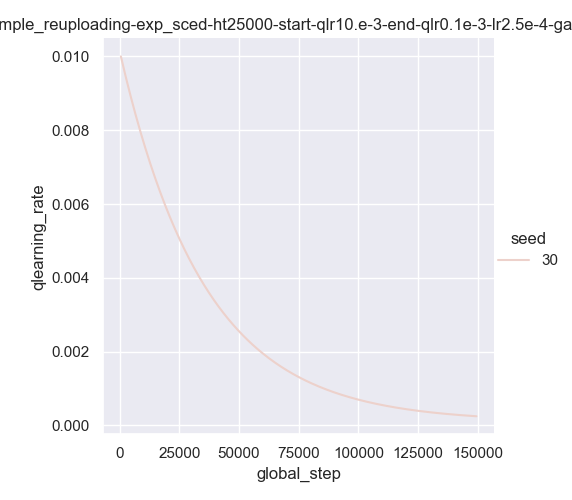 mple_reuploading-exp_sced-ht25000-start-qlr10.e-3-end-qlr0.1e-3-lr2.5e-4-ga
0.010
0.008
0.006
0.004
0.002
0.000
qlearning_rate
0 25000 50000 75000 100000 125000 150000
global_step
seed
30